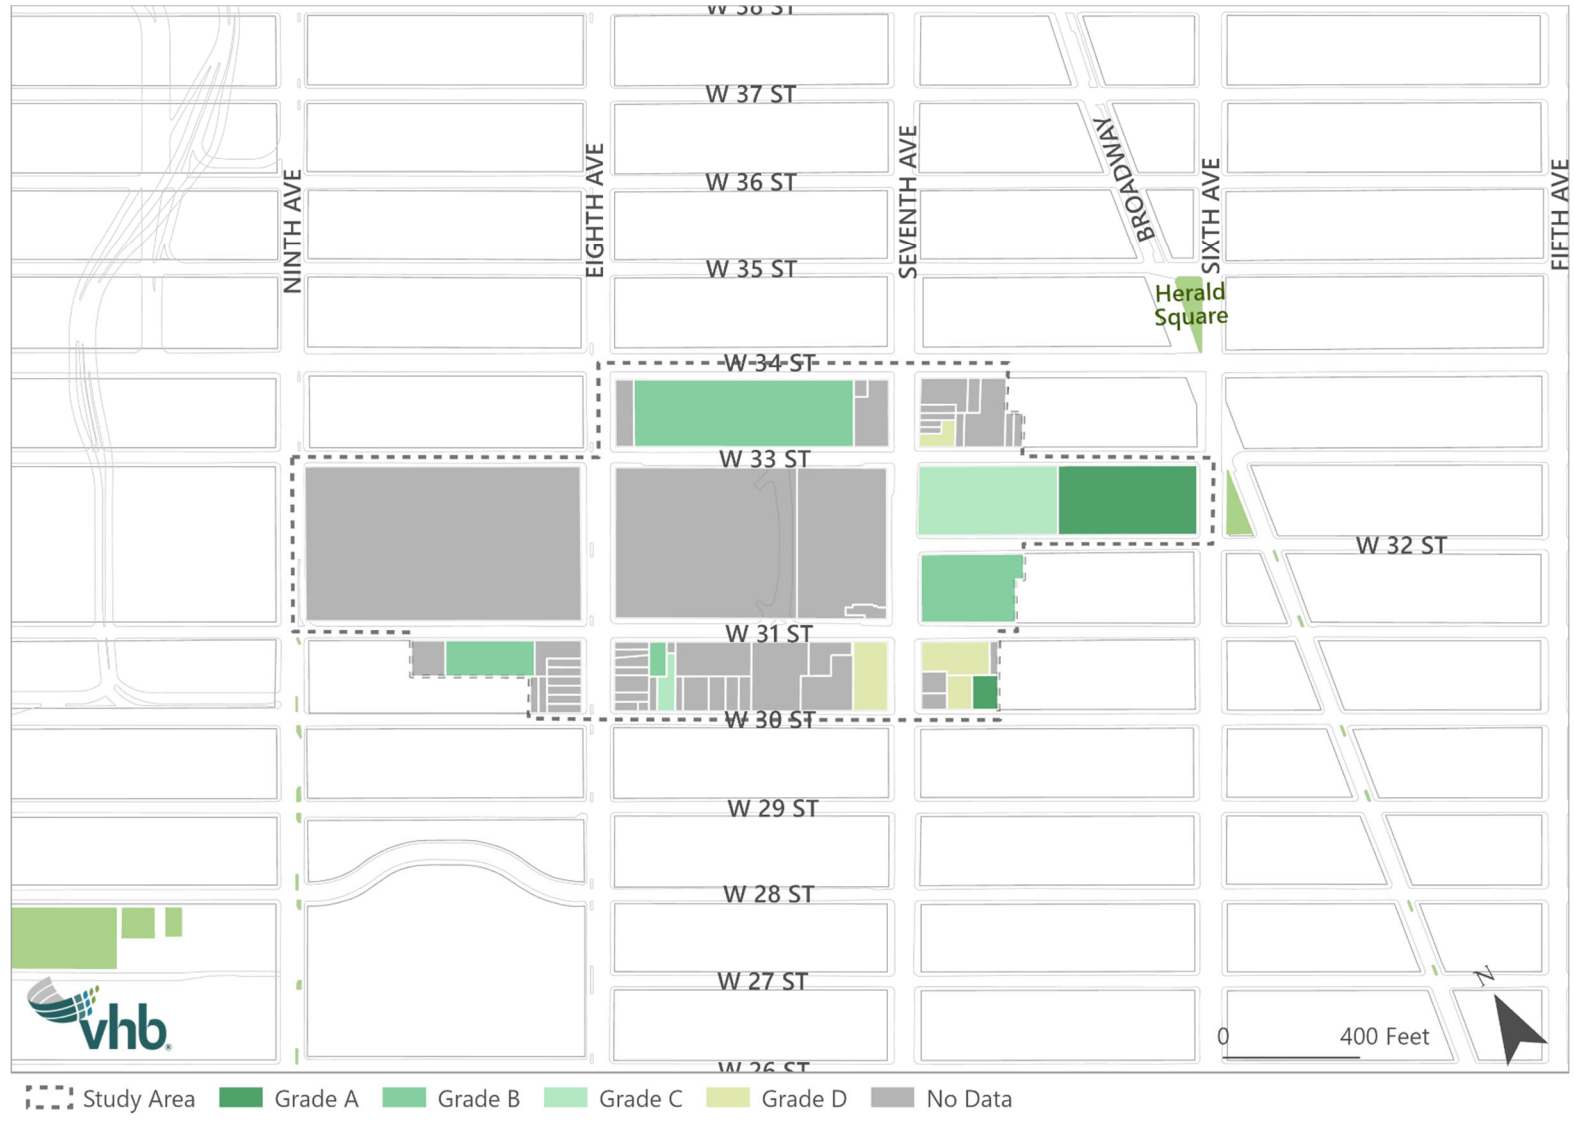 W 38 ST
W 37 ST
BROADWAY
SEVENTH AVE
EIGHTH AVE
SIXTH AVE
FIFTH AVE
NINTH AVE
W 36 ST
W 35 ST
Herald
Square
W 34 ST
W 33 ST
W 32 ST
W 31 ST
W 30 ST
W 29 ST
W 28 ST
W 27 ST
N
vhb®
0 400 Feet
W 26 ST
Study Area Grade A Grade B Grade C Grade D No Data